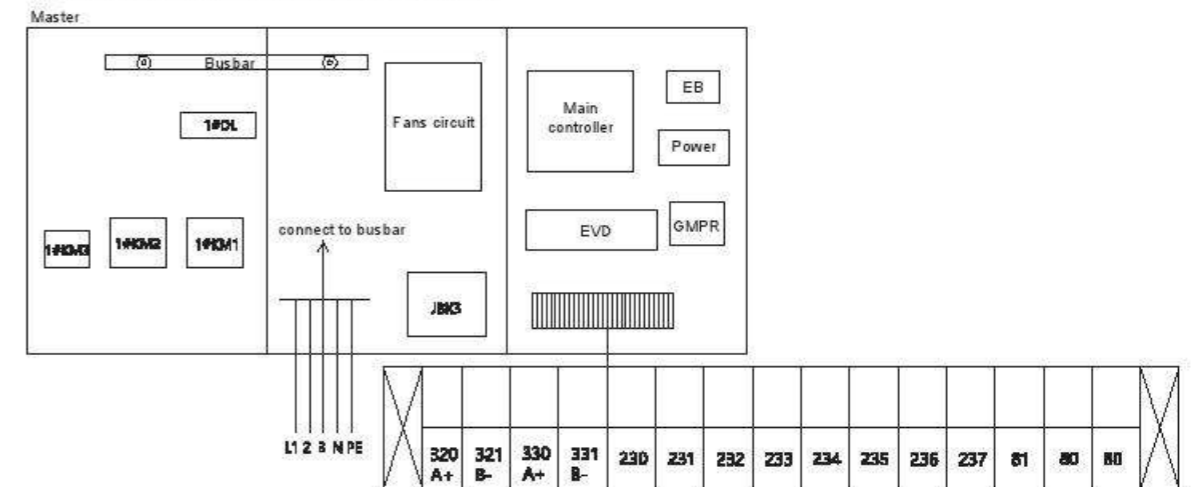 Master
Busbar
1#DL
Fans circuit
Main
controller
EB
Power
EVD
GMPR
connect to busbar
1#KM3
1#KM2
1#KM1
JBK3
L1 2 3 N PE
320 321 330 331 230 231 232 233 234 235 236 237 81 80
A+ B- A+ B-